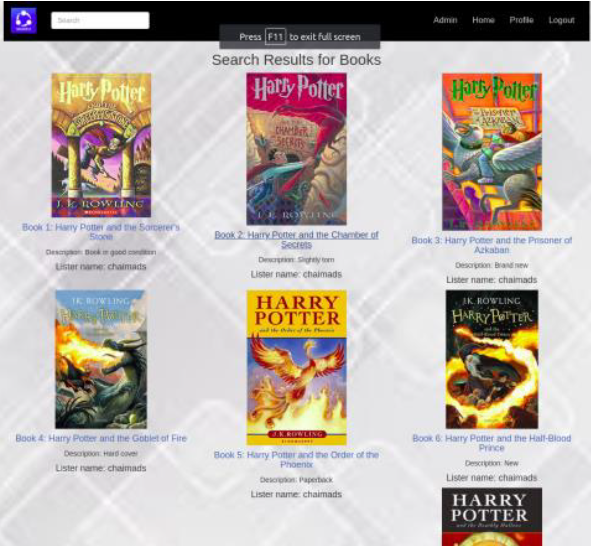 Search
Admin Home Profile Logout
Press F11 to exit full screen
Search Results for Books
Harry Potter
AND THE
SORCERER'S STONE
J. K. ROWLING
SCHOLASTIC
Book 1: Harry Potter and the Sorcerer's
Stone
Description: Book in good condition
Lister name: chaimads
Harry Potter
AND THE
CHAMBER OF
SECRETS
J. K. ROWLING
Book 2: Harry Potter and the Chamber of
Secrets
Description: Slightly torn
Lister name: chaimads
Harry Potter
PRISONER OF
AZKABAN
Book 3: Harry Potter and the Prisoner of
Azkaban
Description: Brand new
Lister name: chaimads
J.K. ROWLING
HARRY POTTER
Book 4: Harry Potter and the Goblet of Fire
Description: Hard cover
Lister name: chaimads
HARRY
POTTER
and the Order of the Phoenix
J.K.ROWLING
BLOOMSBURY
Book 5: Harry Potter and the Order of the
Phoenix
Description: Paperback
Lister name: chaimads
J.K. ROWLING
HARRY POTTER
and the
Book 6: Harry Potter and the Half-Blood
Prince
Description: New
Lister name: chaimads
HARRY
POTTER
and the Deathly Hallows